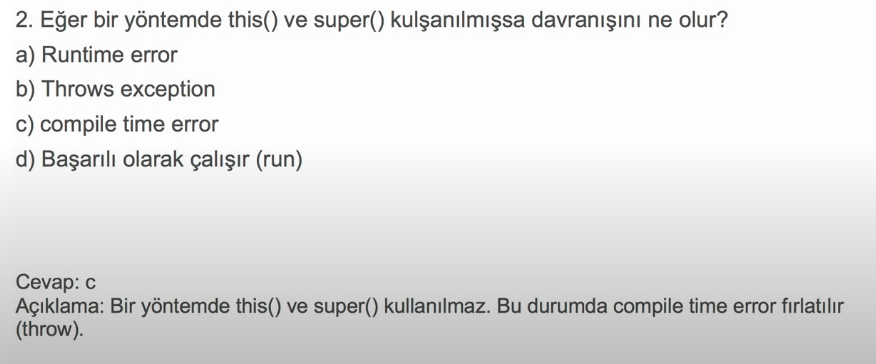 2. Eğer bir yöntemde this() ve super() kulşanılmışsa davranışını ne olur?
a) Runtime error
b) Throws exception
c) compile time error
d) Başarılı olarak çalışır (run)
Cevap: c
Açıklama: Bir yöntemde this() ve super() kullanılmaz. Bu durumda compile time error fırlatılır
(throw).